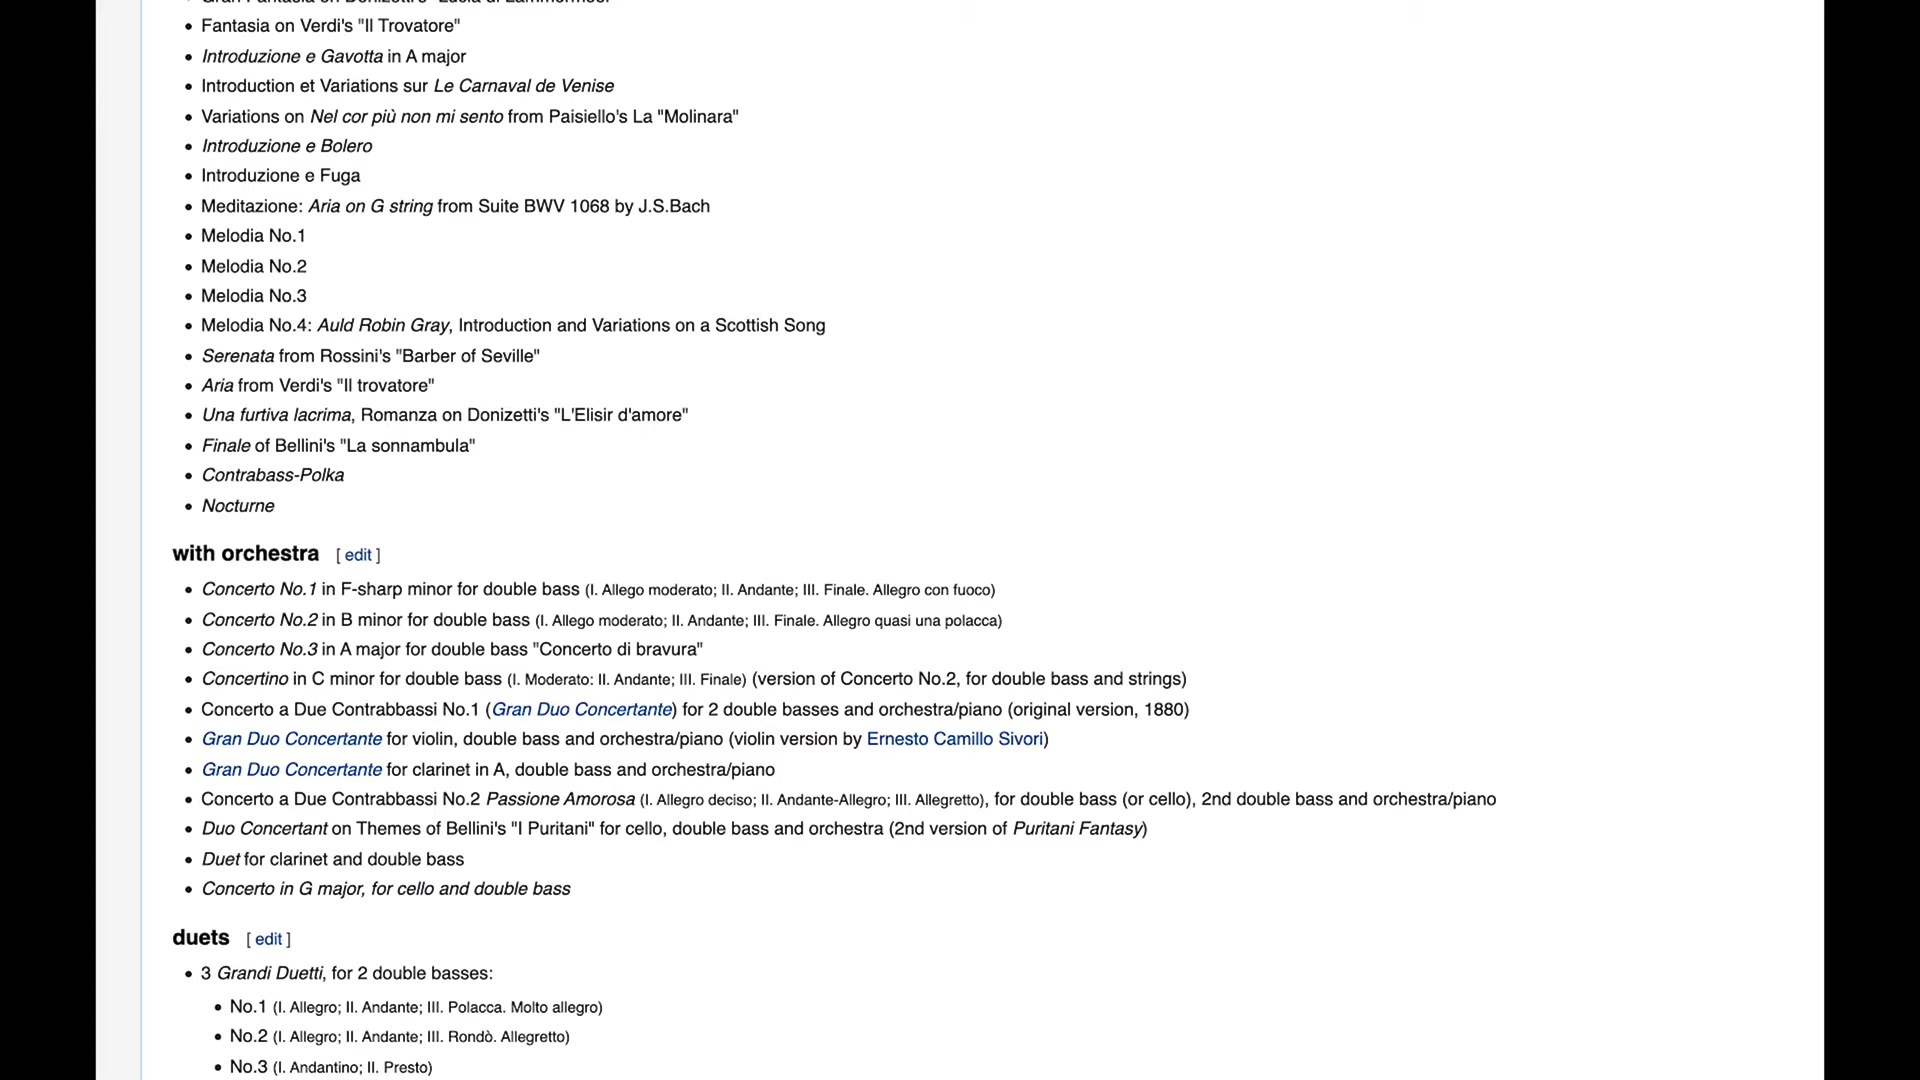 Gran Fantasia on Donizetti's "Lucia di Lammermoor"
Fantasia on Verdi's "Il Trovatore"
Introduzione e Gavotta in A major
Introduction et Variations sur Le Carnaval de Venise
Variations on Nel cor più non mi sento from Paisiello's La "Molinara"
Introduzione e Bolero
Introduzione e Fuga
Meditazione: Aria on G string from Suite BWV 1068 by J.S.Bach
Melodia No.1
Melodia No.2
Melodia No.3
Melodia No.4: Auld Robin Gray, Introduction and Variations on a Scottish Song
Serenata from Rossini's "Barber of Seville"
Aria from Verdi's "Il trovatore"
Una furtiva lacrima, Romanza on Donizetti's "L'Elisir d'amore"
Finale of Bellini's "La sonnambula"
Contrabass-Polka
Nocturne
with orchestra [ edit ]
Concerto No.1 in F-sharp minor for double bass (I. Allego moderato; II. Andante; III. Finale. Allegro con fuoco)
Concerto No.2 in B minor for double bass (I. Allego moderato; II. Andante; III. Finale. Allegro quasi una polacca)
Concerto No.3 in A major for double bass "Concerto di bravura"
Concertino in C minor for double bass (I. Moderato: II. Andante; III. Finale) (version of Concerto No.2, for double bass and strings)
Concerto a Due Contrabbassi No.1 (Gran Duo Concertante) for 2 double basses and orchestra/piano (original version, 1880)
Gran Duo Concertante for violin, double bass and orchestra/piano (violin version by Ernesto Camillo Sivori)
Gran Duo Concertante for clarinet in A, double bass and orchestra/piano
Concerto a Due Contrabbassi No.2 Passione Amorosa (I. Allegro deciso; II. Andante-Allegro; III. Allegretto), for double bass (or cello), 2nd double bass and orchestra/piano
Duo Concertant on Themes of Bellini's "I Puritani" for cello, double bass and orchestra (2nd version of Puritani Fantasy)
Duet for clarinet and double bass
Concerto in G major, for cello and double bass
duets [ edit ]
3 Grandi Duetti, for 2 double basses:
No.1 (I. Allegro; II. Andante; III. Polacca. Molto allegro)
No.2 (I. Allegro; II. Andante; III. Rondò. Allegretto)
No.3 (I. Andantino; II. Presto)